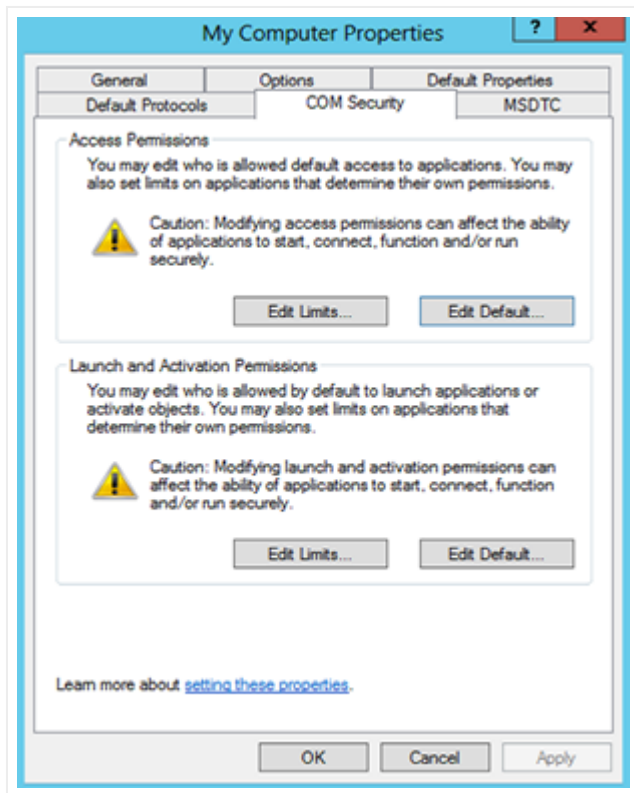 My Computer Properties
? x
General Options Default Properties
Default Protocols COM Security MSDTC
Access Permissions
You may edit who is allowed default access to applications. You may
also set limits on applications that determine their own permissions.
Caution: Modifying access permissions can affect the ability
of applications to start, connect, function and/or run
securely.
Edit Limits... Edit Default...
Launch and Activation Permissions
You may edit who is allowed by default to launch applications or
activate objects. You may also set limits on applications that
determine their own permissions.
Caution: Modifying launch and activation permissions can
affect the ability of applications to start, connect, function
and/or run securely.
Edit Limits... Edit Default...
Learn more about setting these properties.
OK Cancel Apply